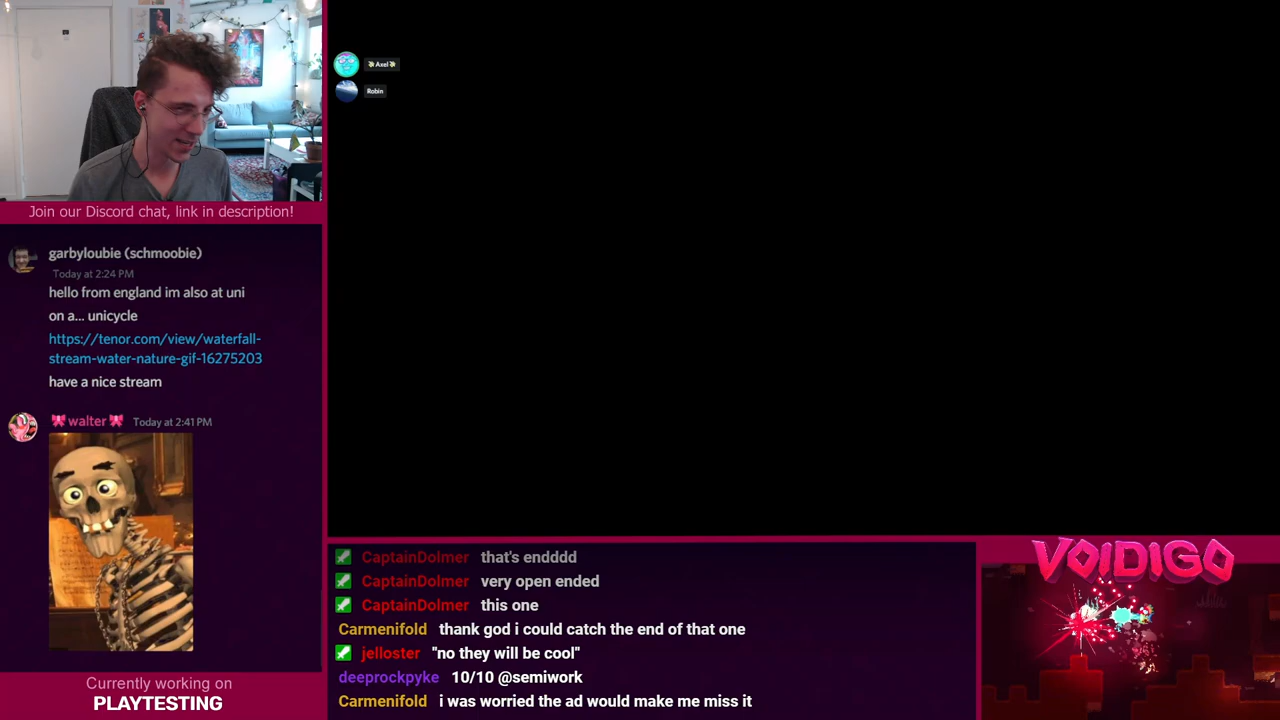 Axel
Robin
Join our Discord chat, link in description!
garbyloubie (schmoobie)
Today at 2:24 PM
hello from england im also at uni
on a... unicycle
https://tenor.com/view/waterfall-
stream-water-nature-gif-16275203
have a nice stream
walter Today at 2:41 PM
Currently working on
PLAYTESTING
CaptainDolmer that's endddd
CaptainDolmer very open ended
CaptainDolmer this one
Carmenifold thank god i could catch the end of that one
jelloster "no they will be cool"
deeprockpyke 10/10 @semiwork
Carmenifold i was worried the ad would make me miss it
VOIDIGO